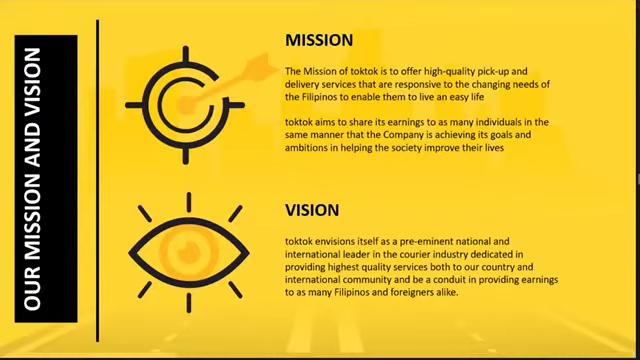 OUR MISSION AND VISION
MISSION
The Mission of toktok is to offer high-quality pick-up and
delivery services that are responsive to the changing needs of
the Filipinos to enable them to live an easy life
toktok aims to share its earnings to as many individuals in the
same manner that the Company is achieving its goals and
ambitions in helping the society improve their lives
VISION
toktok envisions itself as a pre-eminent national and
international leader in the courier industry dedicated in
providing highest quality services both to our country and
international community and be a conduit in providing earnings
to as many Filipinos and foreigners alike.